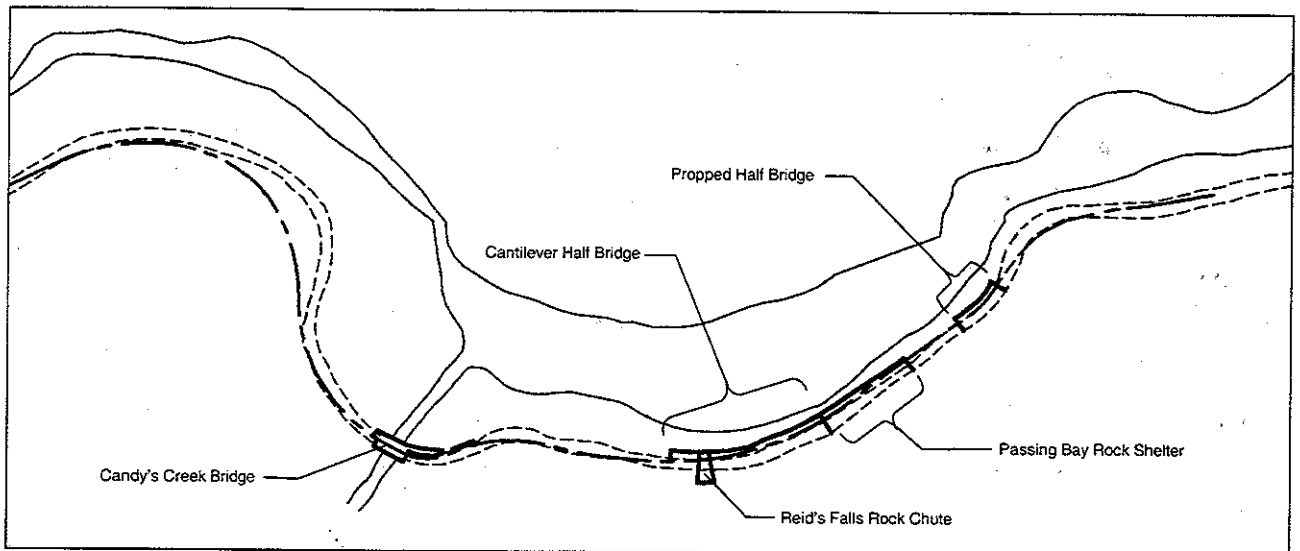 Propped Half Bridge
Cantilever Half Bridge
Passing Bay Rock Shelter
Candy's Creek Bridge
Reid's Falls Rock Chute